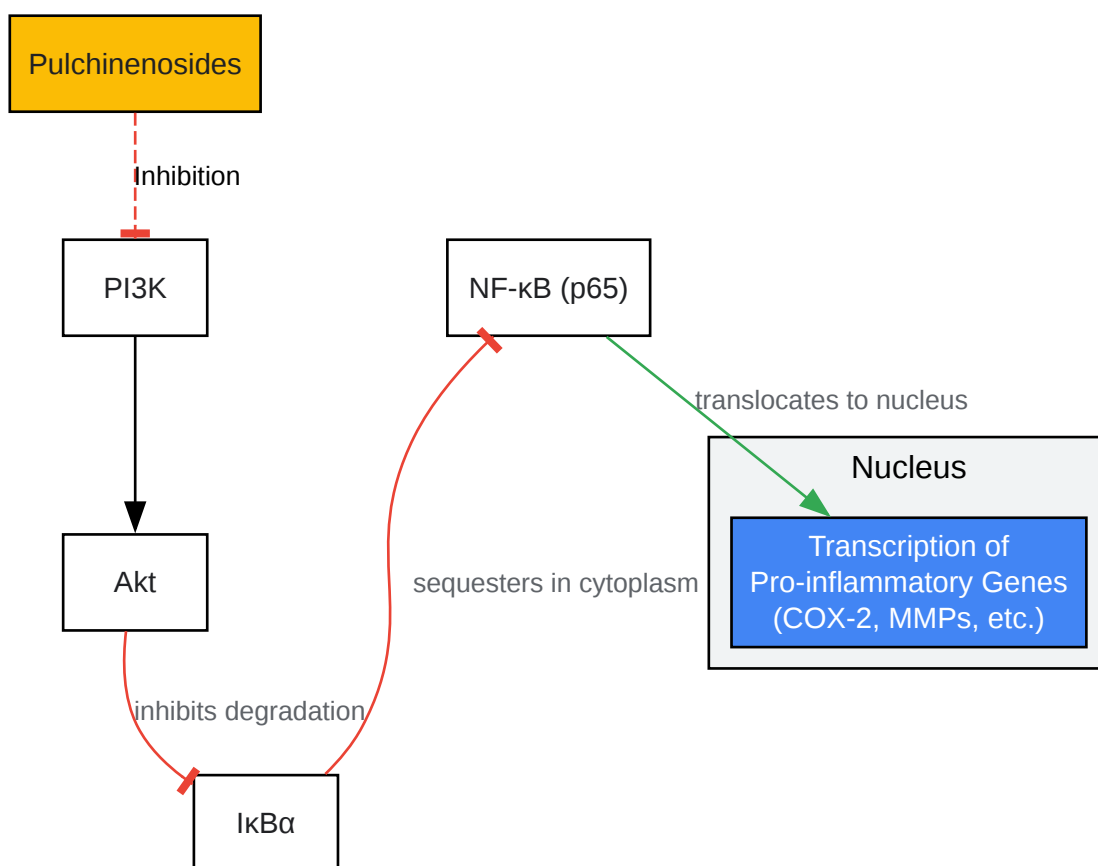 Pulchinenosides
Inhibition
PI3K
NF-κB (p65)
translocates to nucleus
Nucleus
Transcription of
Pro-inflammatory Genes
(COX-2, MMPs, etc.)
Akt
sequesters in cytoplasm
inhibits degradation
IκBα